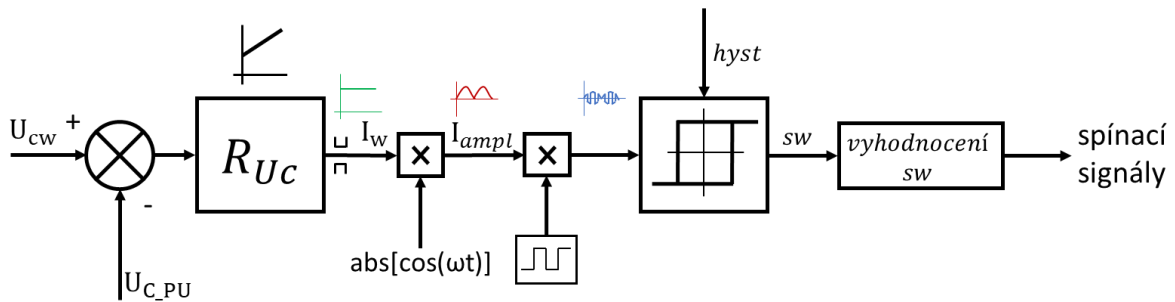 hyst
U_cw
+
-
U_C_PU
R_Uc
I_w
×
I_ampl
×
abs[cos(ωt)]
sw
vyhodnocení
sw
spínací
signály